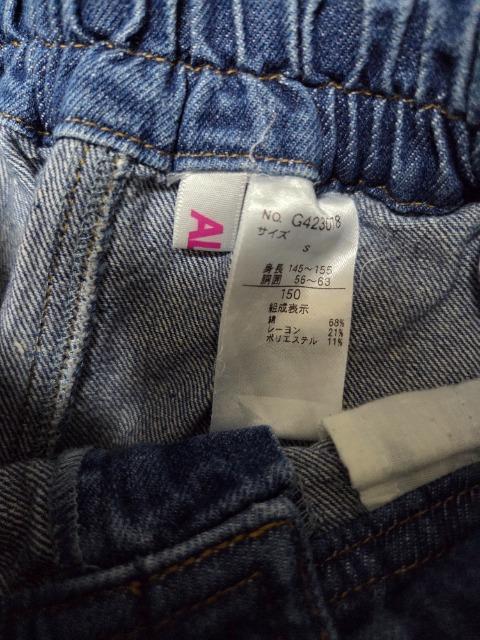 NO. G423018
サイズ
S
身長 145~155
胴囲 56~63
150
組成表示
綿 68%
レーヨン 21%
ポリエステル 11%